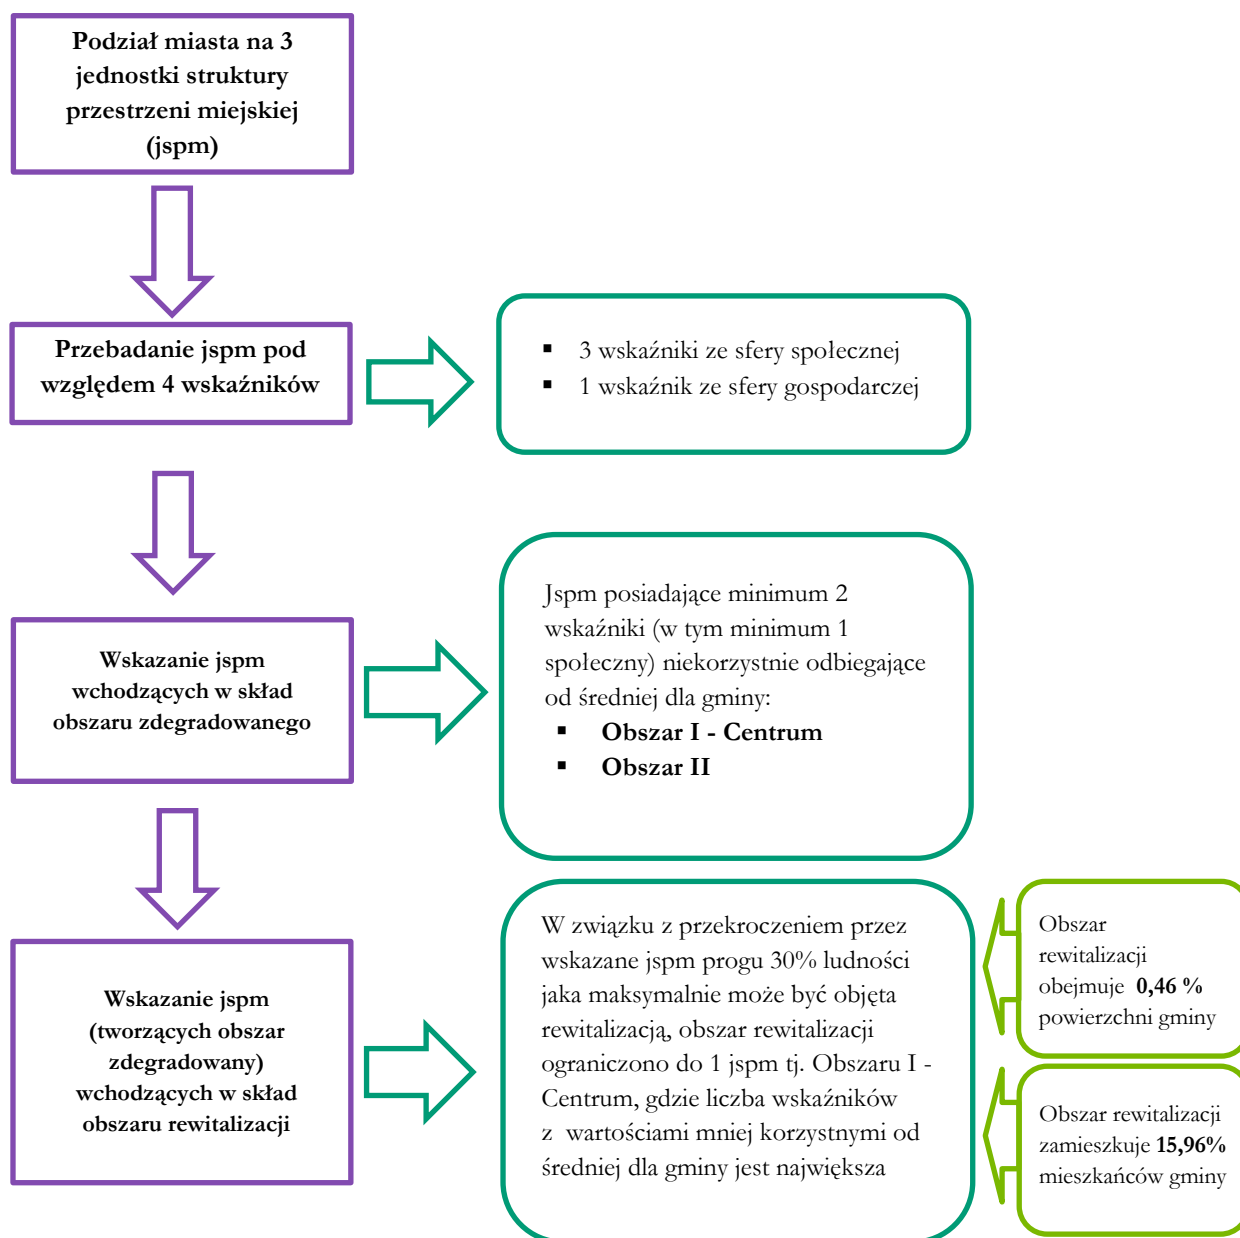 Podział miasta na 3
jednostki struktury
przestrzeni miejskiej
(jspm)
Przebadanie jspm pod
względem 4 wskaźników
▪ 3 wskaźniki ze sfery społecznej
▪ 1 wskaźnik ze sfery gospodarczej
Wskazanie jspm
wchodzących w skład
obszaru zdegradowanego
Jspm posiadające minimum 2
wskaźniki (w tym minimum 1
społeczny) niekorzystnie odbiegające
od średniej dla gminy:
▪ Obszar I - Centrum
▪ Obszar II
Wskazanie jspm
(tworzących obszar
zdegradowany)
wchodzących w skład
obszaru rewitalizacji
W związku z przekroczeniem przez
wskazane jspm progu 30% ludności
jaka maksymalnie może być objęta
rewitalizacją, obszar rewitalizacji
ograniczono do 1 jspm tj. Obszaru I -
Centrum, gdzie liczba wskaźników
z wartościami mniej korzystnymi od
średniej dla gminy jest największa
Obszar
rewitalizacji
obejmuje 0,46 %
powierzchni gminy
Obszar rewitalizacji
zamieszkuje 15,96%
mieszkańców gminy